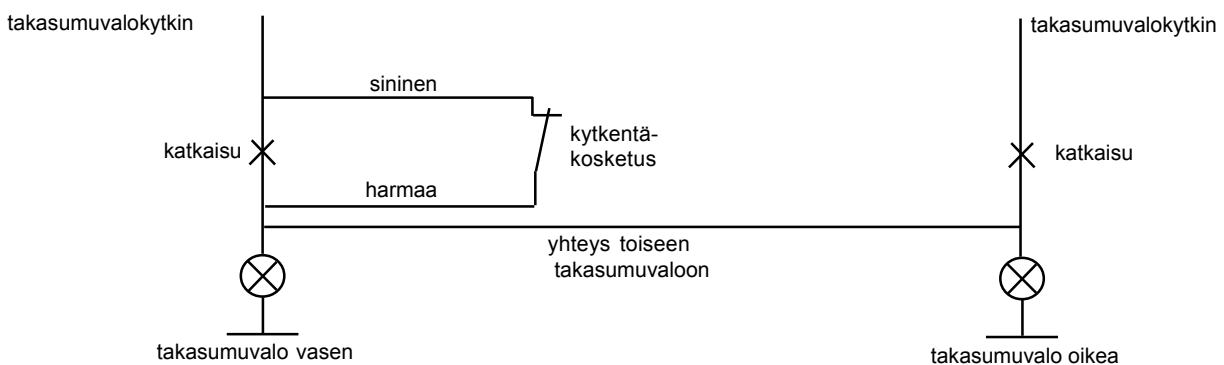 takasumuvalokytkin
takasumuvalokytkin
sininen
kytkentä-
kosketus
katkaisu
katkaisu
harmaa
yhteys toiseen
takasumuvaloon
takasumuvalo vasen
takasumuvalo oikea